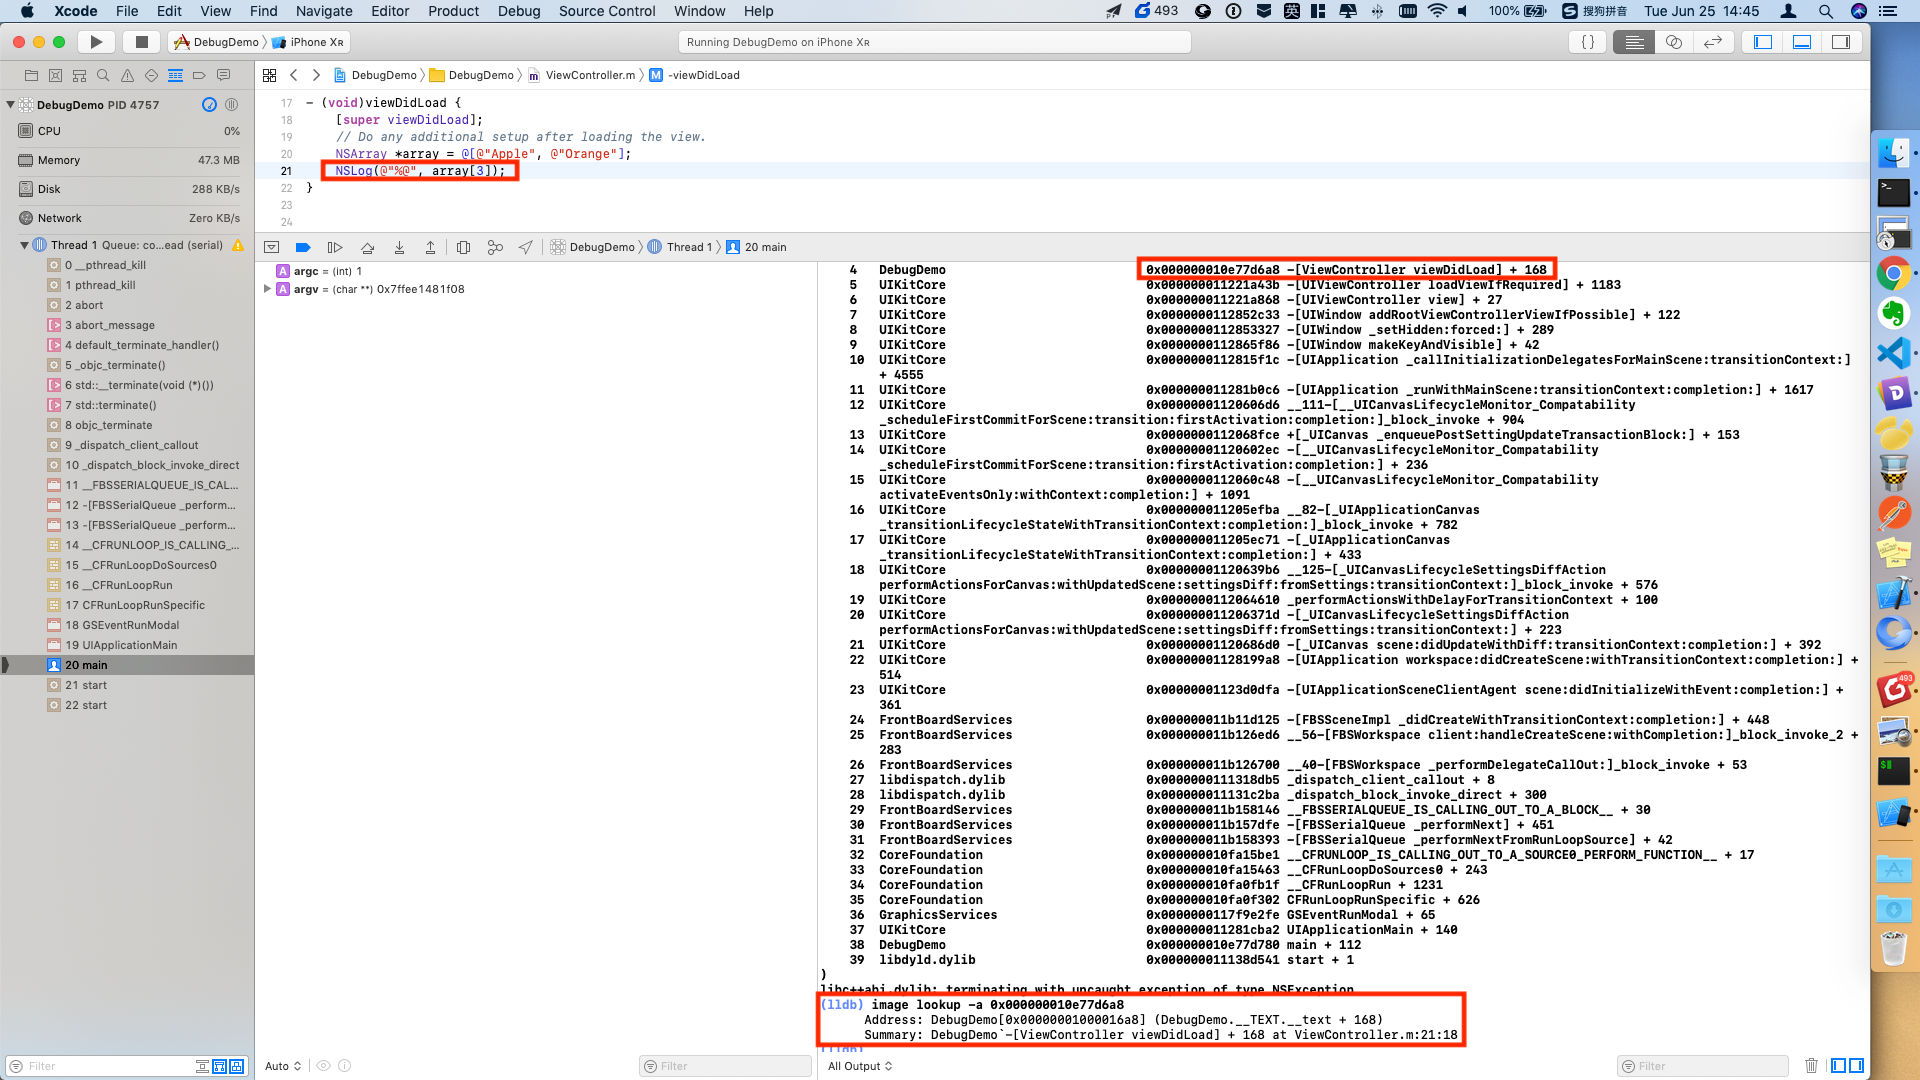 Xcode File Edit View Find Navigate Editor Product Debug Source Control Window Help 493 英 100% 搜狗拼音 Tue Jun 25 14:45
DebugDemo iPhone XR Running DebugDemo on iPhone XR
DebugDemo DebugDemo ViewController.m M -viewDidLoad
DebugDemo PID 4757
CPU 0%
Memory 47.3 MB
Disk 288 KB/s
Network Zero KB/s
Thread 1 Queue: co...ead (serial)
0 __pthread_kill
1 pthread_kill
2 abort
3 abort_message
4 default_terminate_handler()
5 _objc_terminate()
6 std::__terminate(void (*)())
7 std::terminate()
8 objc_terminate
9 _dispatch_client_callout
10 _dispatch_block_invoke_direct
11 __FBSSERIALQUEUE_IS_CAL...
12 -[FBSSerialQueue _perform...
13 -[FBSSerialQueue _perform...
14 __CFRUNLOOP_IS_CALLING_...
15 __CFRunLoopDoSources0
16 __CFRunLoopRun
17 CFRunLoopRunSpecific
18 GSEventRunModal
19 UIApplicationMain
20 main
21 start
22 start
Filter
17 - (void)viewDidLoad {
18 [super viewDidLoad];
19 // Do any additional setup after loading the view.
20 NSArray *array = @[@"Apple", @"Orange"];
21 NSLog(@"%@", array[3]);
22 }
23
24
DebugDemo Thread 1 20 main
A argc = (int) 1
A argv = (char **) 0x7ffee1481f08
Auto Filter
4 DebugDemo 0x000000010e77d6a8 -[ViewController viewDidLoad] + 168
5 UIKitCore 0x000000011221a43b -[UIViewController loadViewIfRequired] + 1183
6 UIKitCore 0x000000011221a868 -[UIViewController view] + 27
7 UIKitCore 0x0000000112852c33 -[UIWindow addRootViewControllerViewIfPossible] + 122
8 UIKitCore 0x0000000112853327 -[UIWindow _setHidden:forced:] + 289
9 UIKitCore 0x0000000112865f86 -[UIWindow makeKeyAndVisible] + 42
10 UIKitCore 0x0000000112815f1c -[UIApplication _callInitializationDelegatesForMainScene:transitionContext:]
+ 4555
11 UIKitCore 0x000000011281b0c6 -[UIApplication _runWithMainScene:transitionContext:completion:] + 1617
12 UIKitCore 0x00000001120606d6 __111-[__UICanvasLifecycleMonitor_Compatability
_scheduleFirstCommitForScene:transition:firstActivation:completion:]_block_invoke + 904
13 UIKitCore 0x0000000112068fce +[_UICanvas _enqueuePostSettingUpdateTransactionBlock:] + 153
14 UIKitCore 0x00000001120602ec -[__UICanvasLifecycleMonitor_Compatability
_scheduleFirstCommitForScene:transition:firstActivation:completion:] + 236
15 UIKitCore 0x0000000112060c48 -[__UICanvasLifecycleMonitor_Compatability
activateEventsOnly:withContext:completion:] + 1091
16 UIKitCore 0x000000011205efba __82-[_UIApplicationCanvas
_transitionLifecycleStateWithTransitionContext:completion:]_block_invoke + 782
17 UIKitCore 0x000000011205ec71 -[_UIApplicationCanvas
_transitionLifecycleStateWithTransitionContext:completion:] + 433
18 UIKitCore 0x00000001120639b6 __125-[_UICanvasLifecycleSettingsDiffAction
performActionsForCanvas:withUpdatedScene:settingsDiff:fromSettings:transitionContext:]_block_invoke + 576
19 UIKitCore 0x0000000112064610 _performActionsWithDelayForTransitionContext + 100
20 UIKitCore 0x000000011206371d -[_UICanvasLifecycleSettingsDiffAction
performActionsForCanvas:withUpdatedScene:settingsDiff:fromSettings:transitionContext:] + 223
21 UIKitCore 0x00000001120686d0 -[_UICanvas scene:didUpdateWithDiff:transitionContext:completion:] + 392
22 UIKitCore 0x00000001128199a8 -[UIApplication workspace:didCreateScene:withTransitionContext:completion:] +
514
23 UIKitCore 0x00000001123d0dfa -[UIApplicationSceneClientAgent scene:didInitializeWithEvent:completion:] +
361
24 FrontBoardServices 0x000000011b11d125 -[FBSSceneImpl _didCreateWithTransitionContext:completion:] + 448
25 FrontBoardServices 0x000000011b126ed6 __56-[FBSWorkspace client:handleCreateScene:withCompletion:]_block_invoke_2 +
283
26 FrontBoardServices 0x000000011b126700 __40-[FBSWorkspace _performDelegateCallOut:]_block_invoke + 53
27 libdispatch.dylib 0x0000000111318db5 _dispatch_client_callout + 8
28 libdispatch.dylib 0x000000011131c2ba _dispatch_block_invoke_direct + 300
29 FrontBoardServices 0x000000011b158146 __FBSSERIALQUEUE_IS_CALLING_OUT_TO_A_BLOCK__ + 30
30 FrontBoardServices 0x000000011b157dfe -[FBSSerialQueue _performNext] + 451
31 FrontBoardServices 0x000000011b158393 -[FBSSerialQueue _performNextFromRunLoopSource] + 42
32 CoreFoundation 0x000000010fa15be1 __CFRUNLOOP_IS_CALLING_OUT_TO_A_SOURCE0_PERFORM_FUNCTION__ + 17
33 CoreFoundation 0x000000010fa15463 __CFRunLoopDoSources0 + 243
34 CoreFoundation 0x000000010fa0fb1f __CFRunLoopRun + 1231
35 CoreFoundation 0x000000010fa0f302 CFRunLoopRunSpecific + 626
36 GraphicsServices 0x0000000117f9e2fe GSEventRunModal + 65
37 UIKitCore 0x000000011281cba2 UIApplicationMain + 140
38 DebugDemo 0x000000010e77d780 main + 112
39 libdyld.dylib 0x000000011138d541 start + 1
)
libc++abi.dylib: terminating with uncaught exception of type NSException
(lldb) image lookup -a 0x000000010e77d6a8
Address: DebugDemo[0x00000001000016a8] (DebugDemo.__TEXT.__text + 168)
Summary: DebugDemo`-[ViewController viewDidLoad] + 168 at ViewController.m:21:18
(lldb)
All Output Filter
493